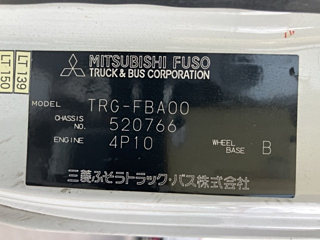 MITSUBISHI FUSO
TRUCK & BUS CORPORATION
MODEL TRG-FBA00
CHASSIS NO. 520766
ENGINE 4P10 WHEEL BASE B
三菱ふそうトラック・バス株式会社
LT 139
LT 150